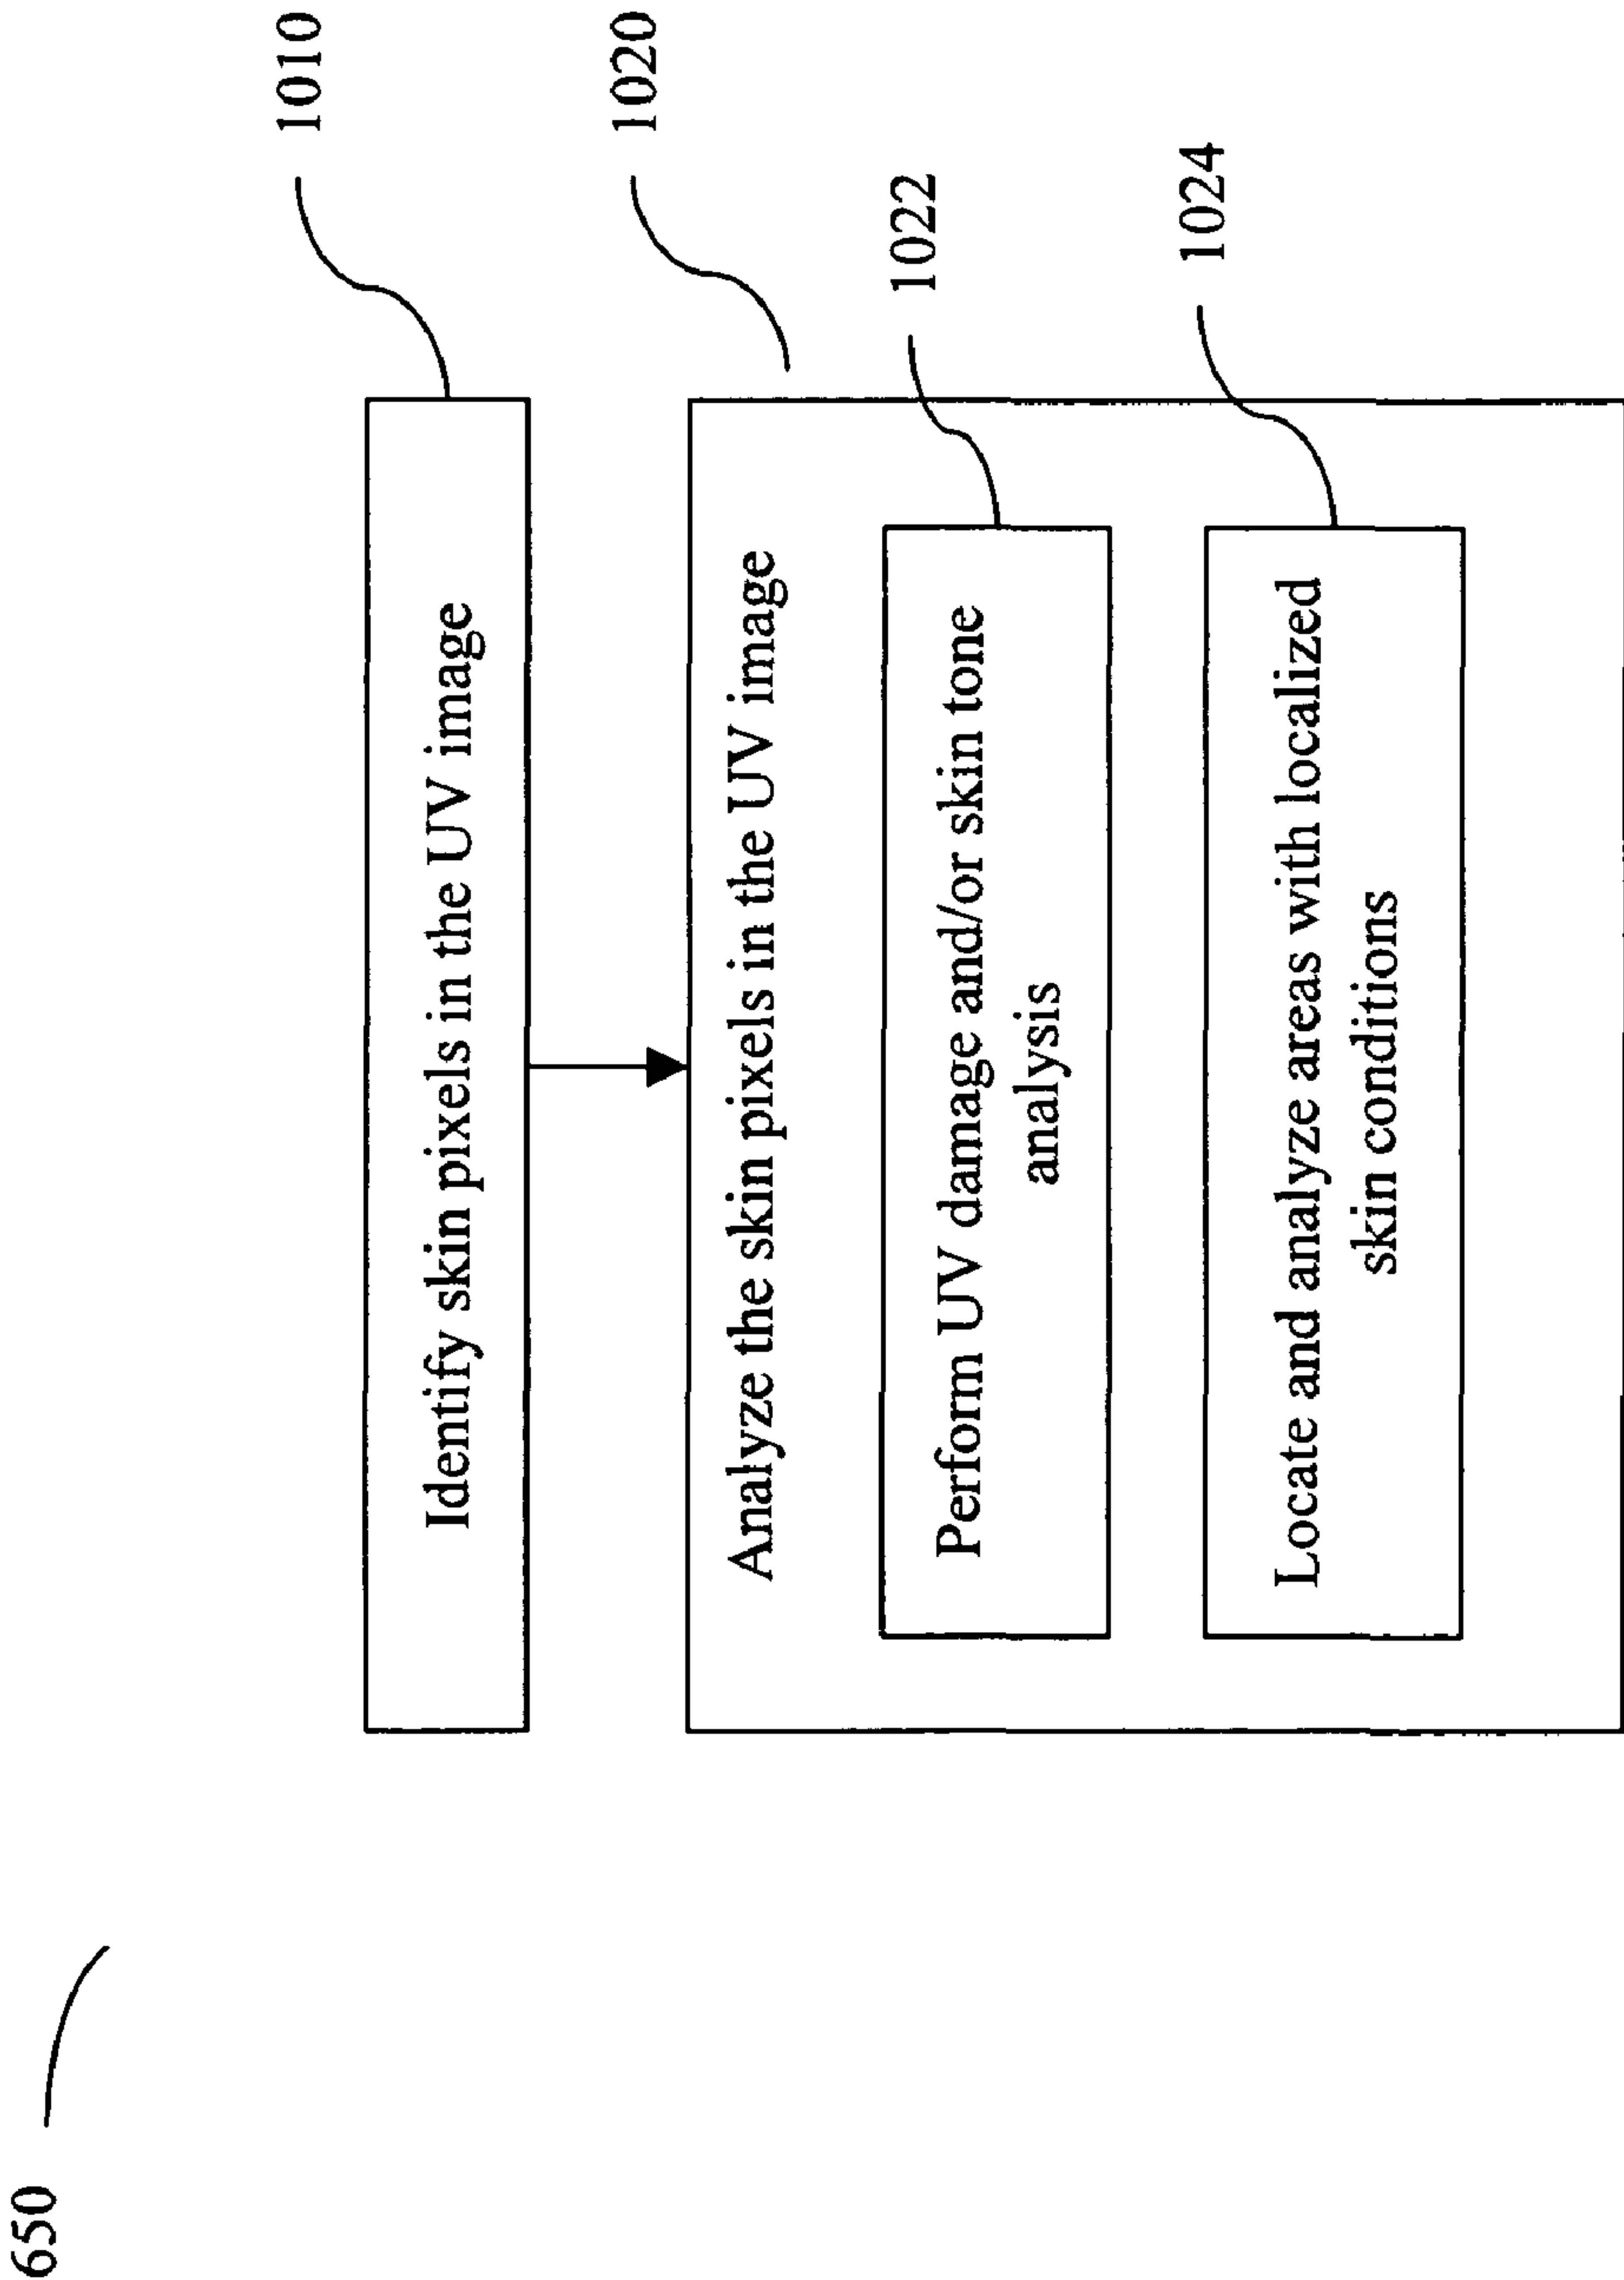 650
1010
Identify skin pixels in the UV image
1020
Analyze the skin pixels in the UV image
1022
Perform UV damage and/or skin tone
analysis
1024
Locate and analyze areas with localized
skin conditions